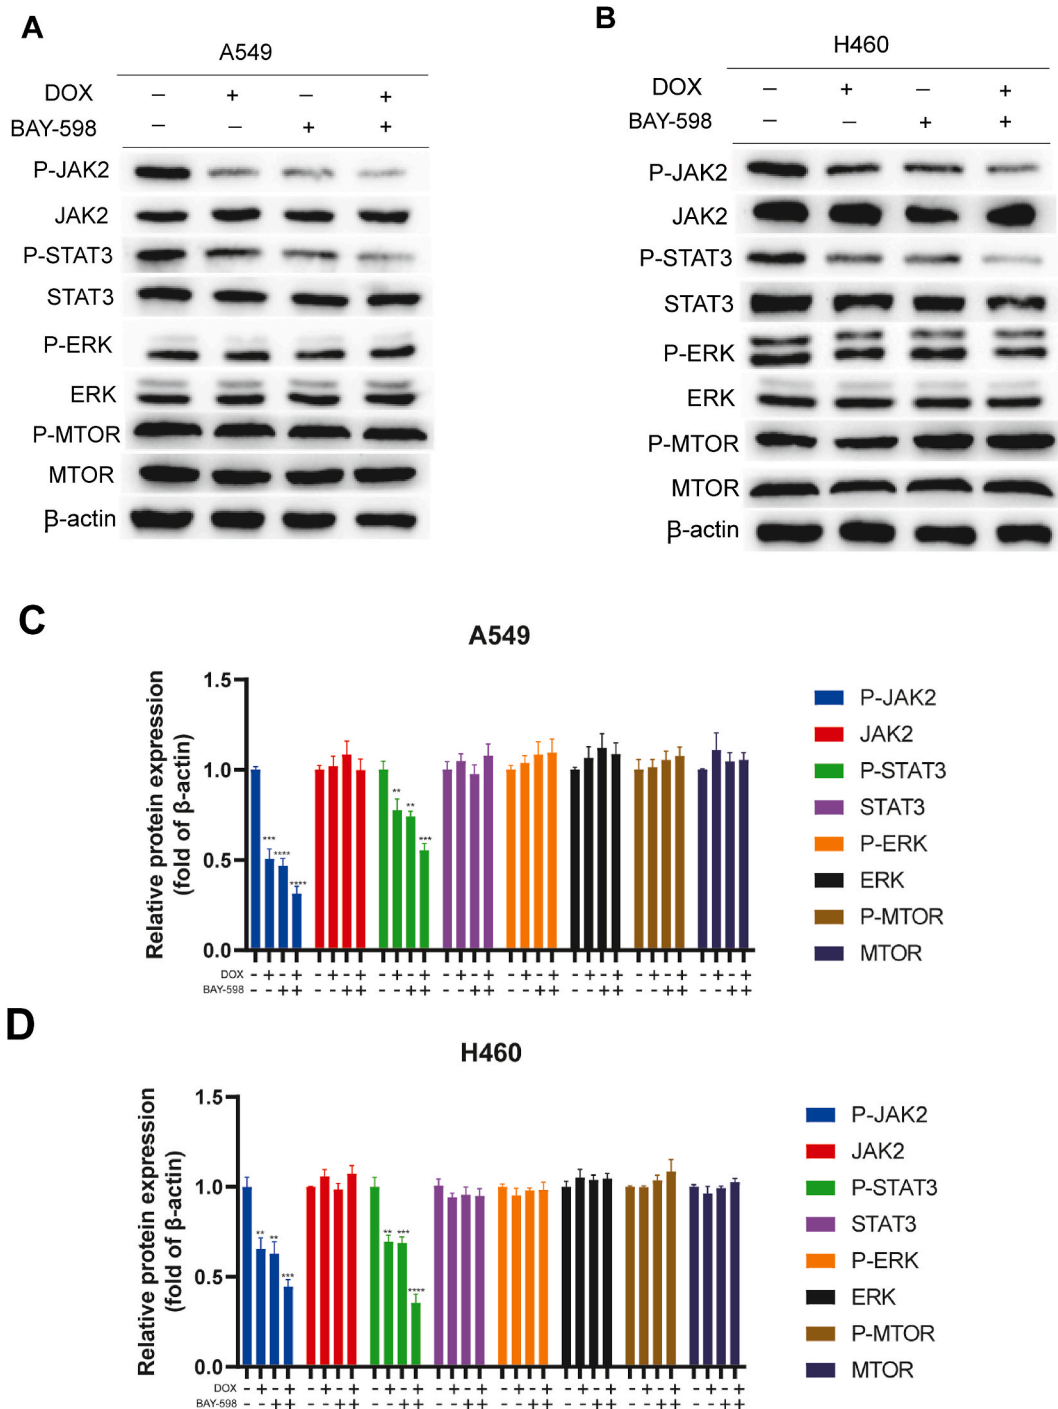 A
A549
DOX − + − +
BAY-598 − − + +
P-JAK2
JAK2
P-STAT3
STAT3
P-ERK
ERK
P-MTOR
MTOR
β-actin
B
H460
DOX − + − +
BAY-598 − − + +
P-JAK2
JAK2
P-STAT3
STAT3
P-ERK
ERK
P-MTOR
MTOR
β-actin
C
A549
Relative protein expression
(fold of β-actin)
1.5
1.0
0.5
0.0
*** **** ****
** ** ***
DOX - + - + - + - + - + - + - + - + - + - + - + - + - + - + - + - +
BAY-598 - - + + - - + + - - + + - - + + - - + + - - + + - - + + - - + +
P-JAK2
JAK2
P-STAT3
STAT3
P-ERK
ERK
P-MTOR
MTOR
D
H460
Relative protein expression
(fold of β-actin)
1.5
1.0
0.5
0.0
** ** ***
** *** ****
DOX - + - + - + - + - + - + - + - + - + - + - + - + - + - + - + - +
BAY-598 - - + + - - + + - - + + - - + + - - + + - - + + - - + + - - + +
P-JAK2
JAK2
P-STAT3
STAT3
P-ERK
ERK
P-MTOR
MTOR